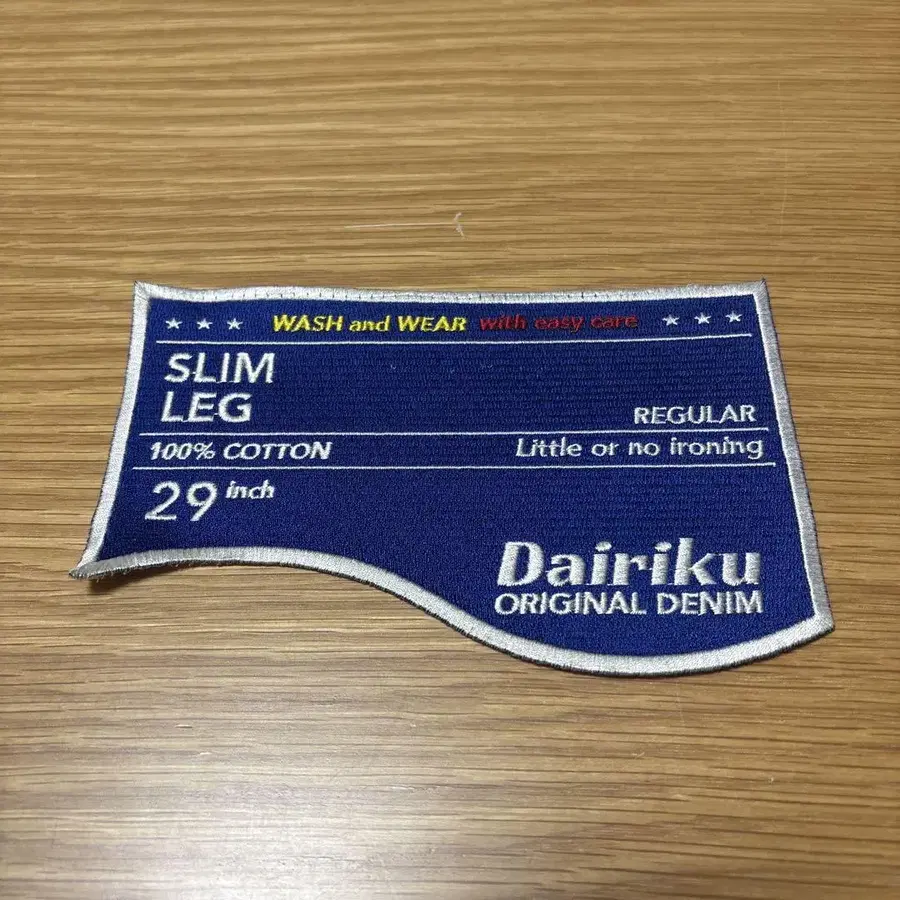 ★ ★ ★ WASH and WEAR with easy care ★ ★ ★
SLIM
LEG
REGULAR
100% COTTON Little or no ironing
29 inch
Dairiku
ORIGINAL DENIM